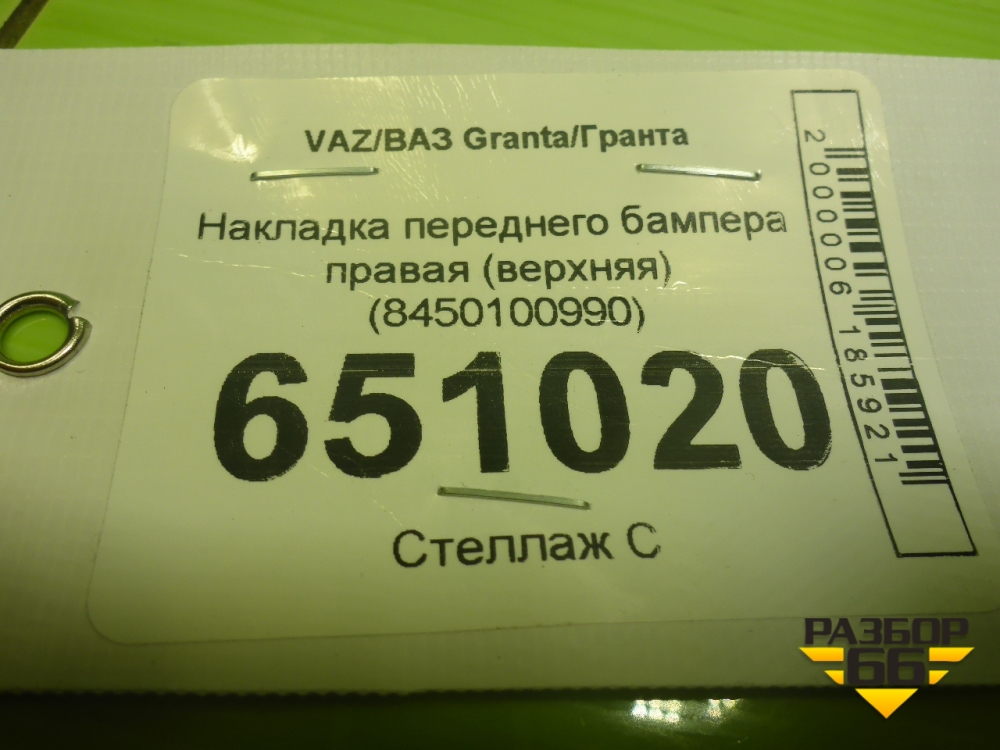 VAZ/ВАЗ Granta/Гранта
Накладка переднего бампера
правая (верхняя)
(8450100990)
651020
Стеллаж С
2000006185921
РАЗБОР
66